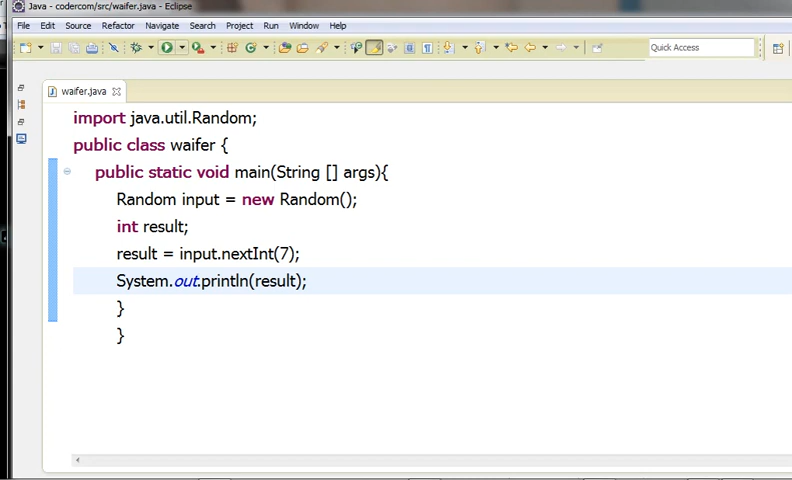 Java - codercom/src/waifer.java - Eclipse
File Edit Source Refactor Navigate Search Project Run Window Help
Quick Access
waifer.java
import java.util.Random;
public class waifer {
public static void main(String [] args){
Random input = new Random();
int result;
result = input.nextInt(7);
System.out.println(result);
}
}